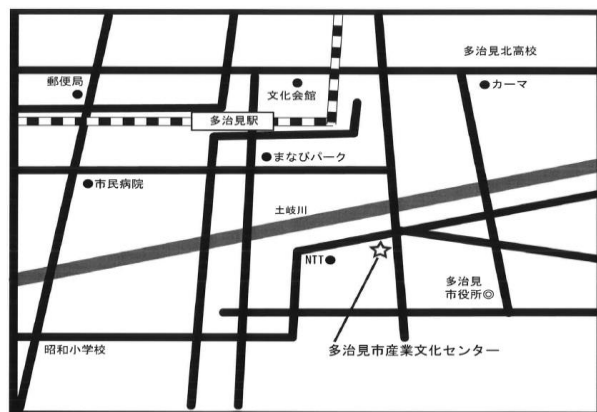 多治見北高校
郵便局
文化会館
カーマ
多治見駅
まなびパーク
市民病院
土岐川
NTT
多治見
市役所◎
昭和小学校
多治見市産業文化センター